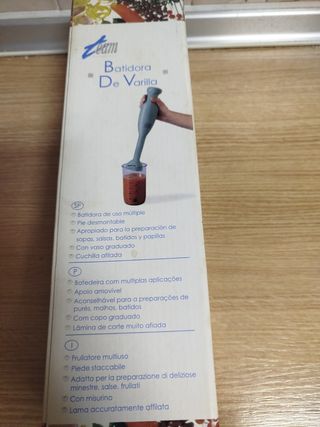 team
Batidora
De Varilla
SP
Batidora de uso múltiple
Pie desmontable
Apropiado para la preparación de
sopas, salsas, batidos y papillas
Con vaso graduado
Cuchilla afilada
P
Batedeira com multiplas aplicações
Apoio amovível
Aconselhável para a preparações de
purés, molhos, batidos
Com copo graduado
Lâmina de corte muito afiada
I
Frullatore multiuso
Piede staccabile
Adatto per la preparazione di deliziose
minestre, salse, frullati
Con misurino
Lama accuratamente affilata